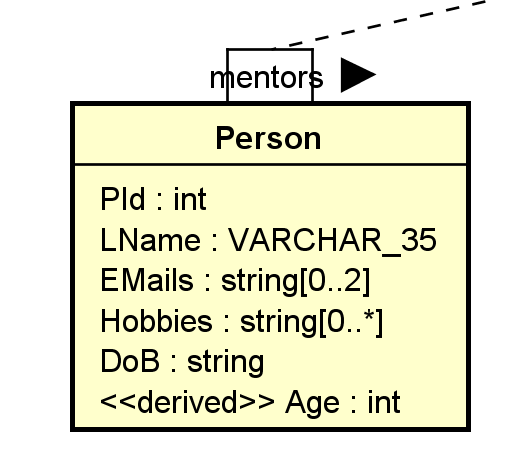 mentors
Person
PId : int
LName : VARCHAR_35
EMails : string[0..2]
Hobbies : string[0..*]
DoB : string
<<derived>> Age : int